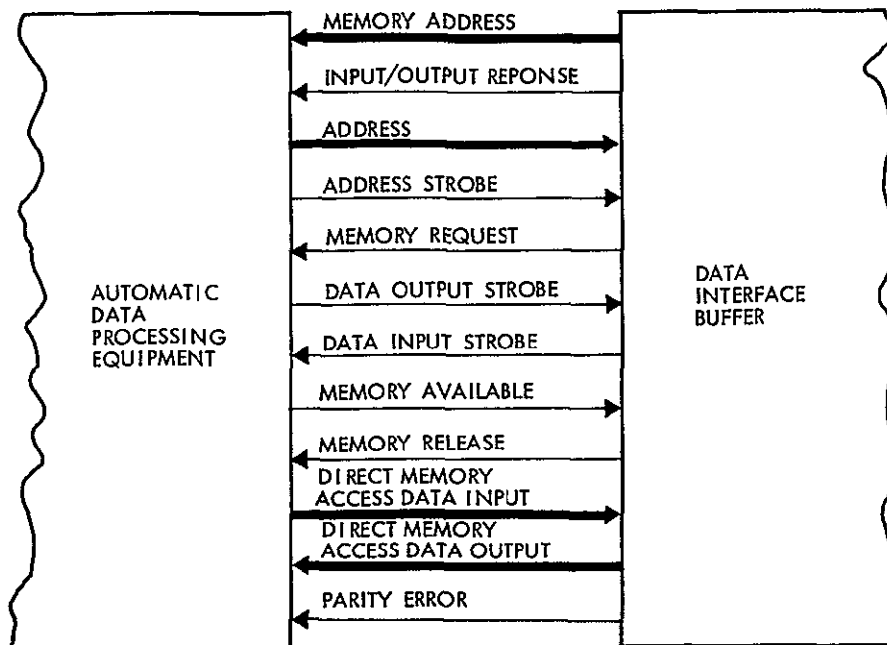 MEMORY ADDRESS
INPUT/OUTPUT REPONSE
ADDRESS
ADDRESS STROBE
MEMORY REQUEST
DATA OUTPUT STROBE
DATA INPUT STROBE
MEMORY AVAILABLE
MEMORY RELEASE
DIRECT MEMORY
ACCESS DATA INPUT
DIRECT MEMORY
ACCESS DATA OUTPUT
PARITY ERROR
AUTOMATIC
DATA
PROCESSING
EQUIPMENT
DATA
INTERFACE
BUFFER